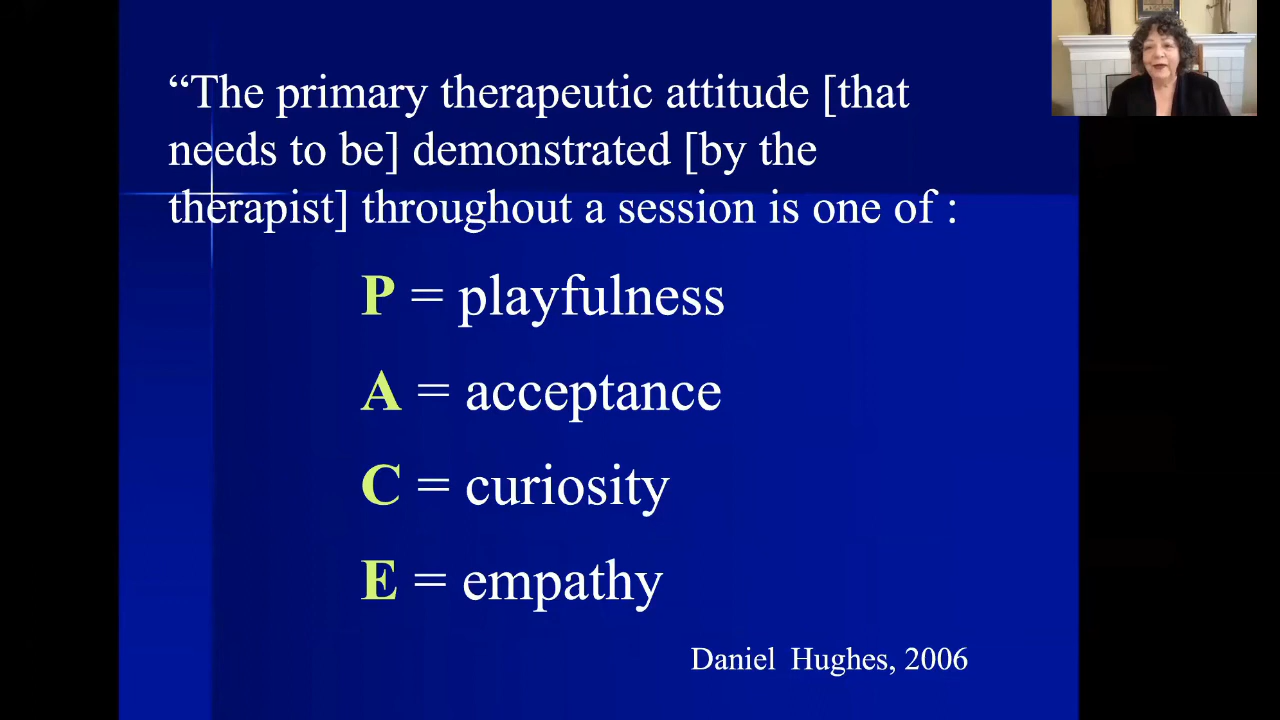 “The primary therapeutic attitude [that
needs to be] demonstrated [by the
therapist] throughout a session is one of :
P = playfulness
A = acceptance
C = curiosity
E = empathy
Daniel Hughes, 2006